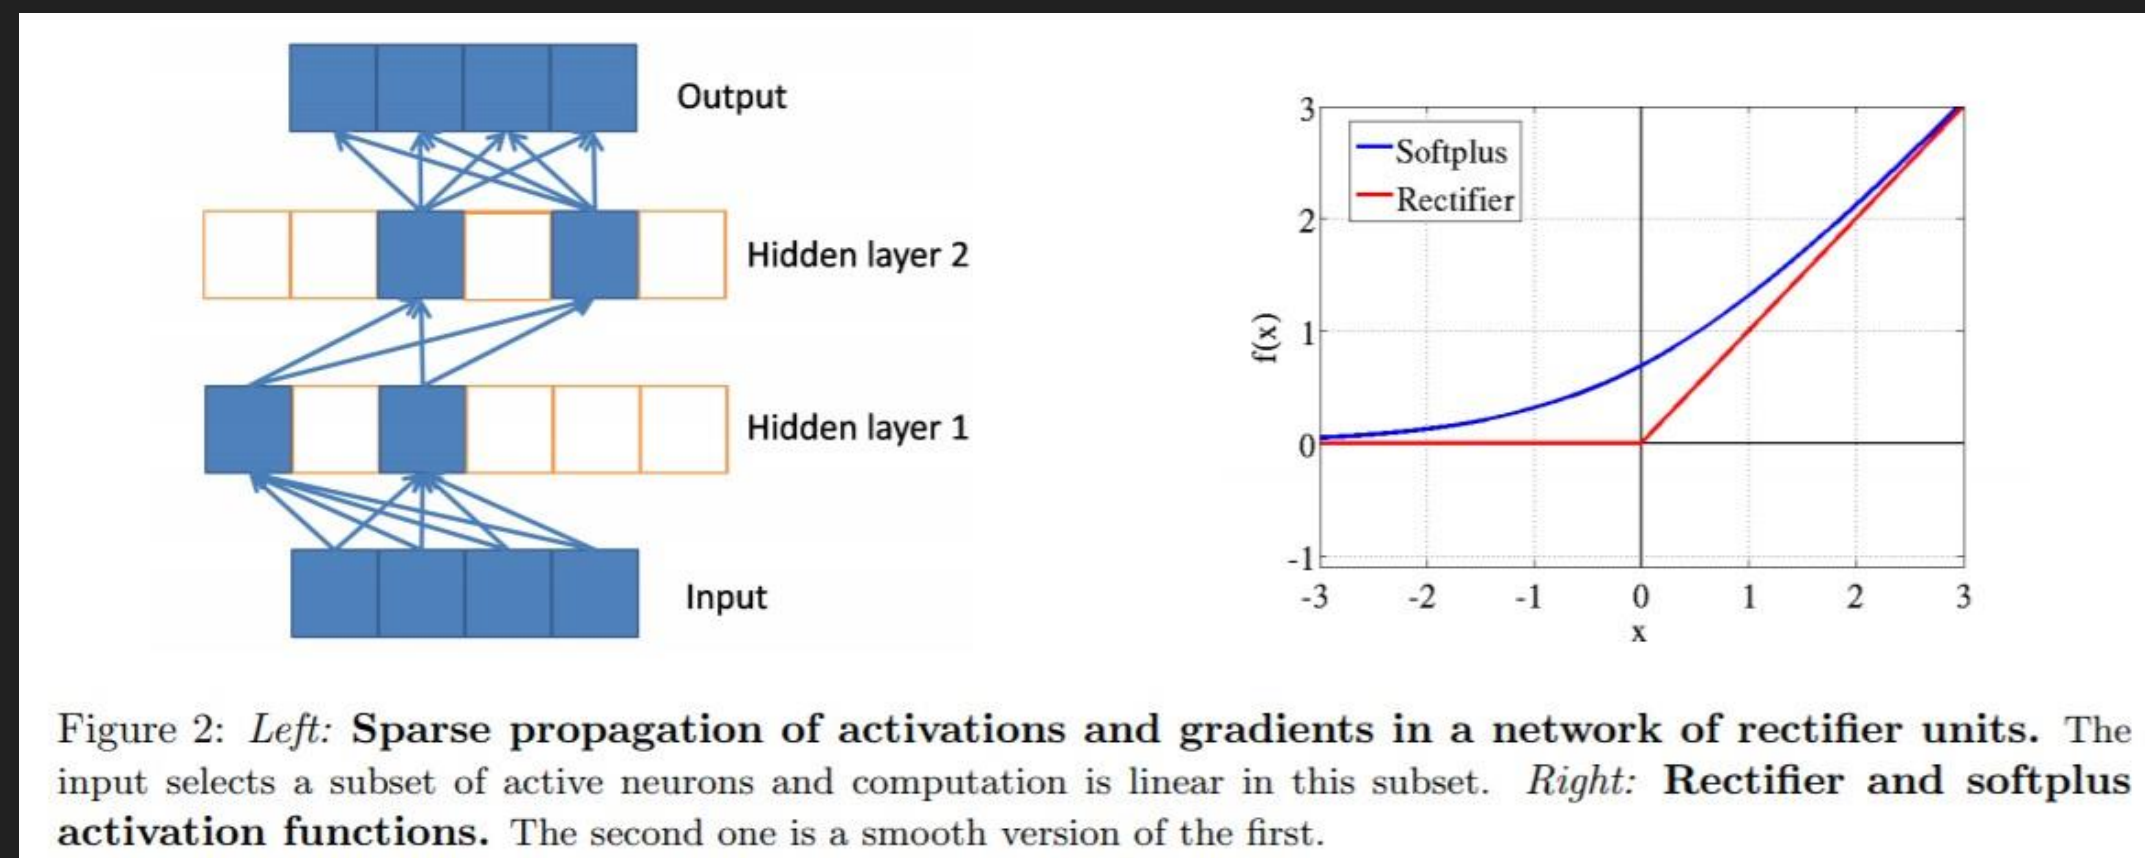 Output
Hidden layer 2
Hidden layer 1
Input
3
2
1
0
-1
f(x)
Softplus
Rectifier
-3 -2 -1 0 1 2 3
x
Figure 2: Left: Sparse propagation of activations and gradients in a network of rectifier units. The
input selects a subset of active neurons and computation is linear in this subset. Right: Rectifier and softplus
activation functions. The second one is a smooth version of the first.